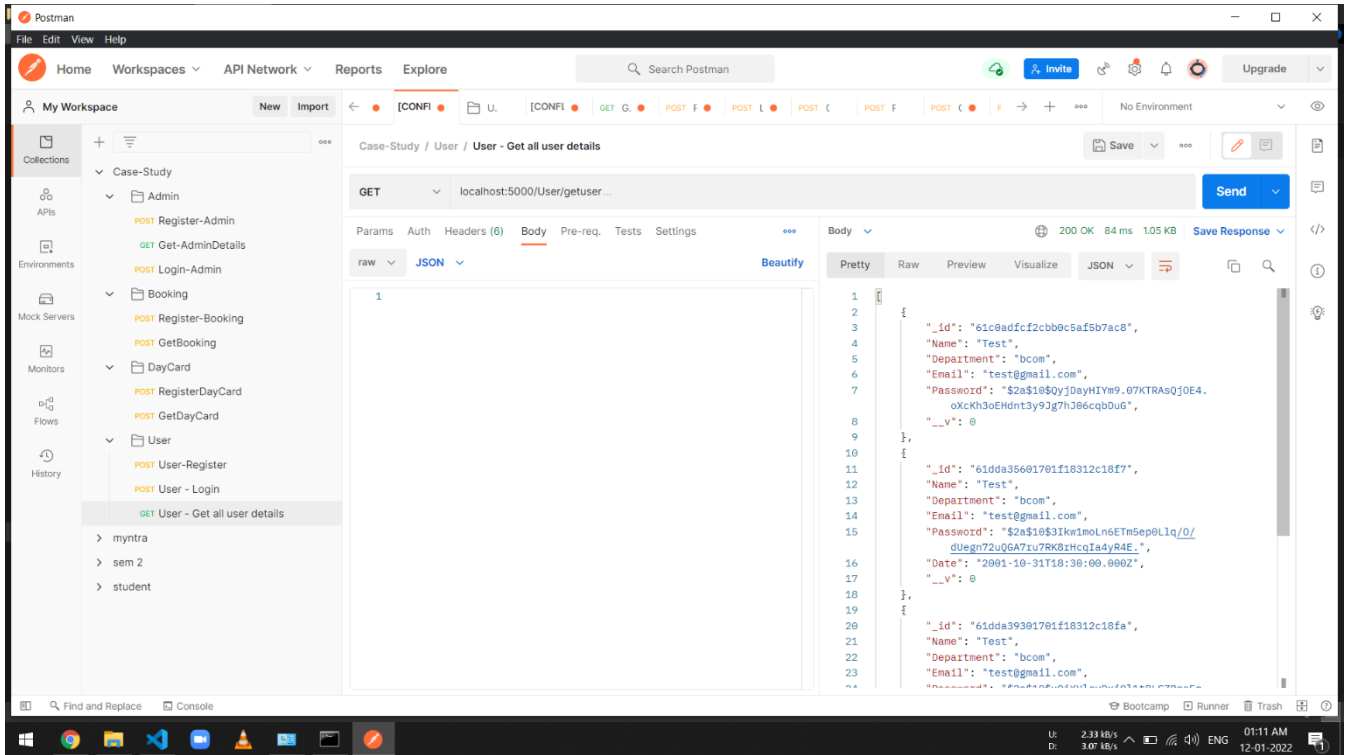 Postman
File Edit View Help
Home Workspaces API Network Reports Explore Search Postman Invite Upgrade
My Workspace New Import [CONFI U. [CONFL GET G. POST F POST L POST ( POST F POST ( No Environment
Collections
APIs
Environments
Mock Servers
Monitors
Flows
History
Case-Study
Admin
POST Register-Admin
GET Get-AdminDetails
POST Login-Admin
Booking
POST Register-Booking
POST GetBooking
DayCard
POST RegisterDayCard
POST GetDayCard
User
POST User-Register
POST User - Login
GET User - Get all user details
myntra
sem 2
student
Case-Study / User / User - Get all user details Save
GET localhost:5000/User/getuser... Send
Params Auth Headers (6) Body Pre-req. Tests Settings
raw JSON Beautify
1
Body 200 OK 84 ms 1.05 KB Save Response
Pretty Raw Preview Visualize JSON
1 [
2 {
3 "_id": "61c0adfcf2cbb0c5af5b7ac8",
4 "Name": "Test",
5 "Department": "bcom",
6 "Email": "test@gmail.com",
7 "Password": "$2a$10$QyjDayHIYm9.07KTRAsQjOE4.
oXcKh3oEHdnt3y9Jg7hJ06cqbDuG",
8 "__v": 0
9 },
10 {
11 "_id": "61dda35601701f18312c18f7",
12 "Name": "Test",
13 "Department": "bcom",
14 "Email": "test@gmail.com",
15 "Password": "$2a$10$3Ikw1moLn6ETm5ep0Llq/O/
dUegn72uQGA7ru7RK8rHcqIa4yR4E.",
16 "Date": "2001-10-31T18:30:00.000Z",
17 "__v": 0
18 },
19 {
20 "_id": "61dda39301701f18312c18fa",
21 "Name": "Test",
22 "Department": "bcom",
23 "Email": "test@gmail.com",
Find and Replace Console Bootcamp Runner Trash
U: 2.33 kB/s
D: 3.07 kB/s
ENG
01:11 AM
12-01-2022